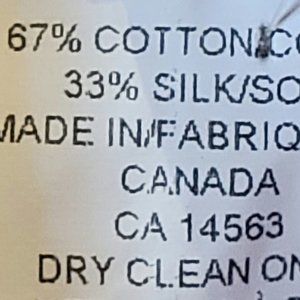 67% COTTON/CO
33% SILK/SO
MADE IN/FABRIQ
CANADA
CA 14563
DRY CLEAN ON